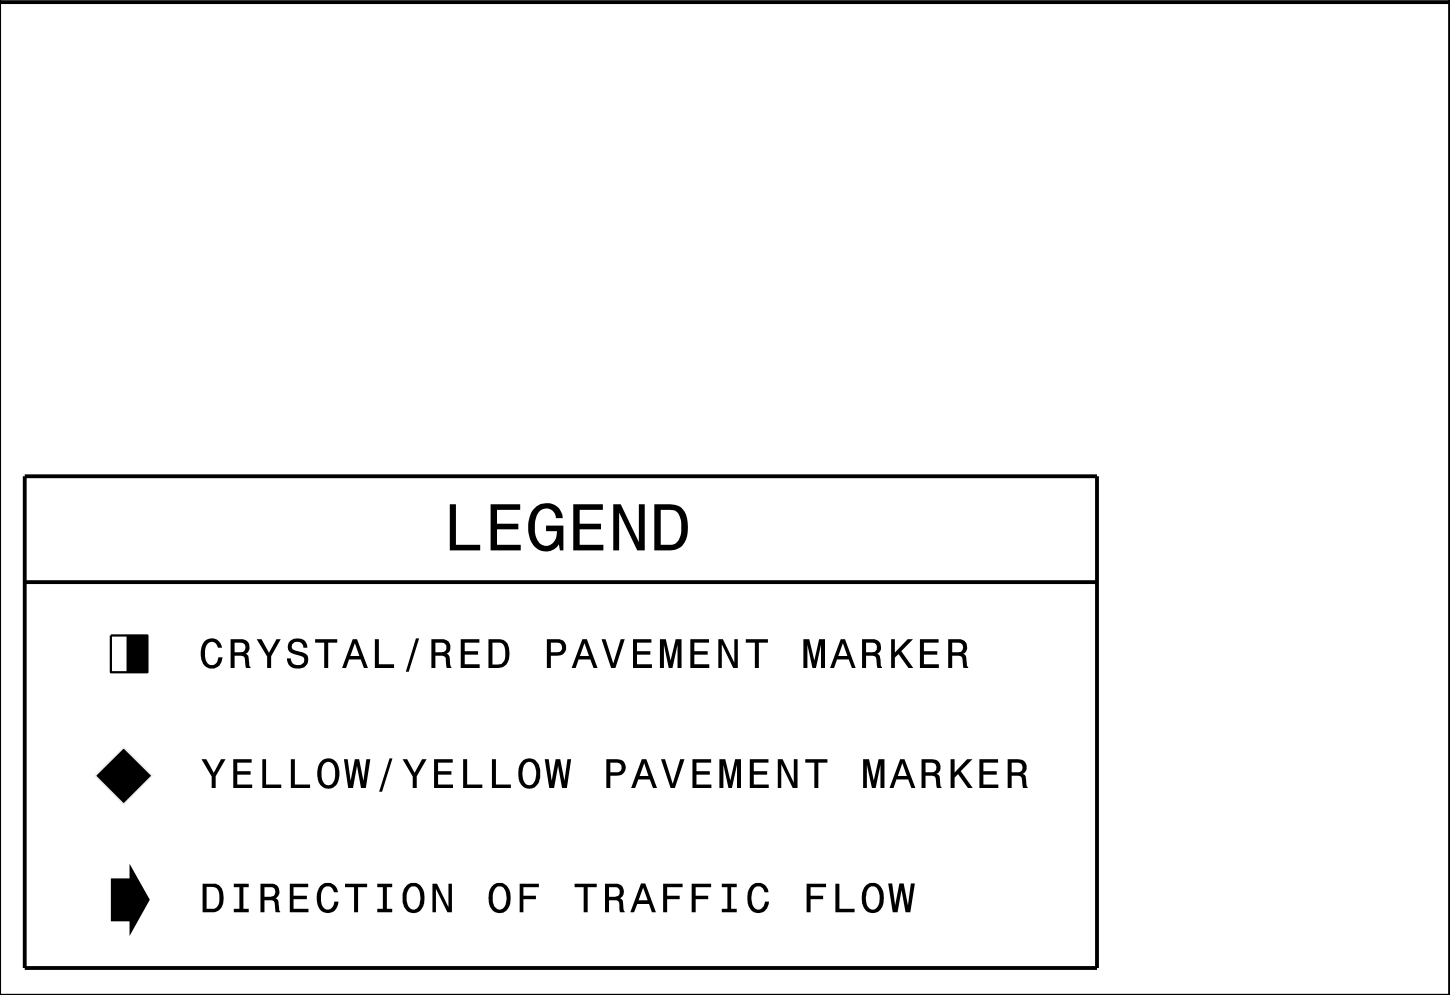 LEGEND
CRYSTAL/RED PAVEMENT MARKER
YELLOW/YELLOW PAVEMENT MARKER
DIRECTION OF TRAFFIC FLOW